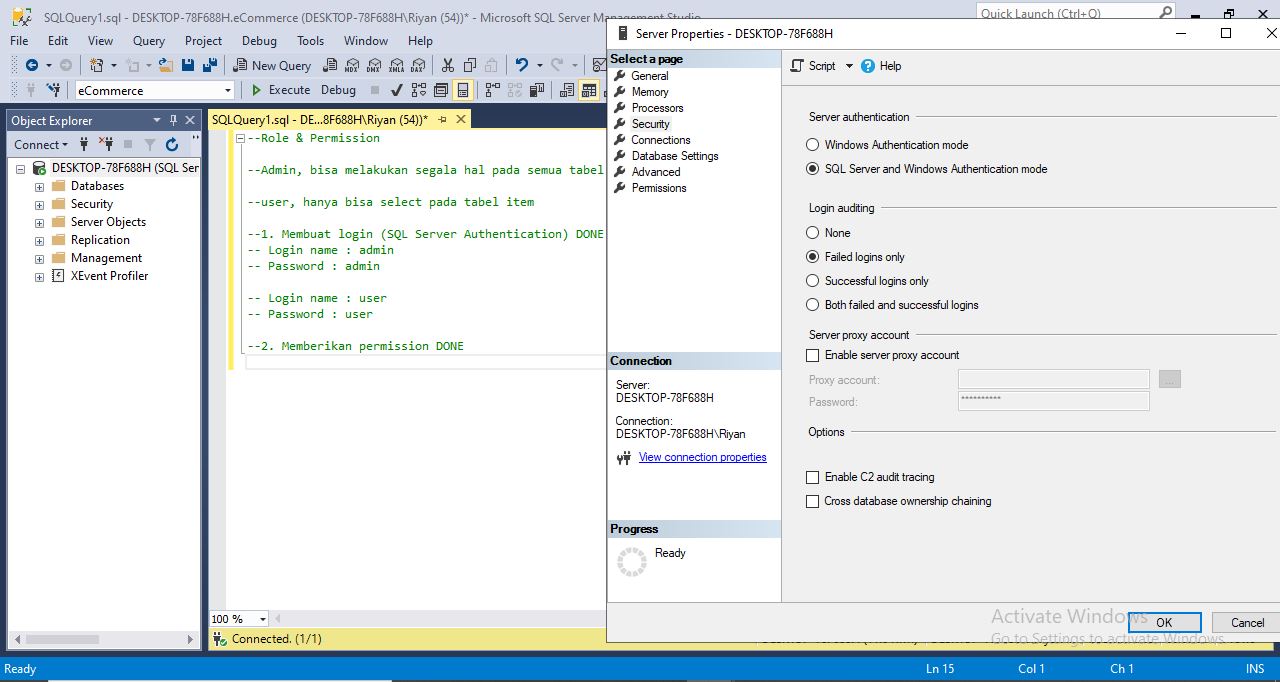 SQLQuery1.sql - DESKTOP-78F688H.eCommerce (DESKTOP-78F688H\Riyan (54))* - Microsoft SQL Server Management Studio
Quick Launch (Ctrl+Q)
File Edit View Query Project Debug Tools Window Help
New Query
MDX DMX XMLA DAX
eCommerce
Execute Debug
Object Explorer
Connect
DESKTOP-78F688H (SQL Ser
Databases
Security
Server Objects
Replication
Management
XEvent Profiler
SQLQuery1.sql - DE...8F688H\Riyan (54))*
--Role & Permission
--Admin, bisa melakukan segala hal pada semua tabel
--user, hanya bisa select pada tabel item
--1. Membuat login (SQL Server Authentication) DONE
-- Login name : admin
-- Password : admin
-- Login name : user
-- Password : user
--2. Memberikan permission DONE
100 %
Connected. (1/1)
Server Properties - DESKTOP-78F688H
Select a page
General
Memory
Processors
Security
Connections
Database Settings
Advanced
Permissions
Connection
Server:
DESKTOP-78F688H
Connection:
DESKTOP-78F688H\Riyan
View connection properties
Progress
Ready
Script Help
Server authentication
Windows Authentication mode
SQL Server and Windows Authentication mode
Login auditing
None
Failed logins only
Successful logins only
Both failed and successful logins
Server proxy account
Enable server proxy account
Proxy account:
...
Password:
**********
Options
Enable C2 audit tracing
Cross database ownership chaining
Activate Windows
Go to Settings to activate Windows.
OK Cancel
Ready Ln 15 Col 1 Ch 1 INS